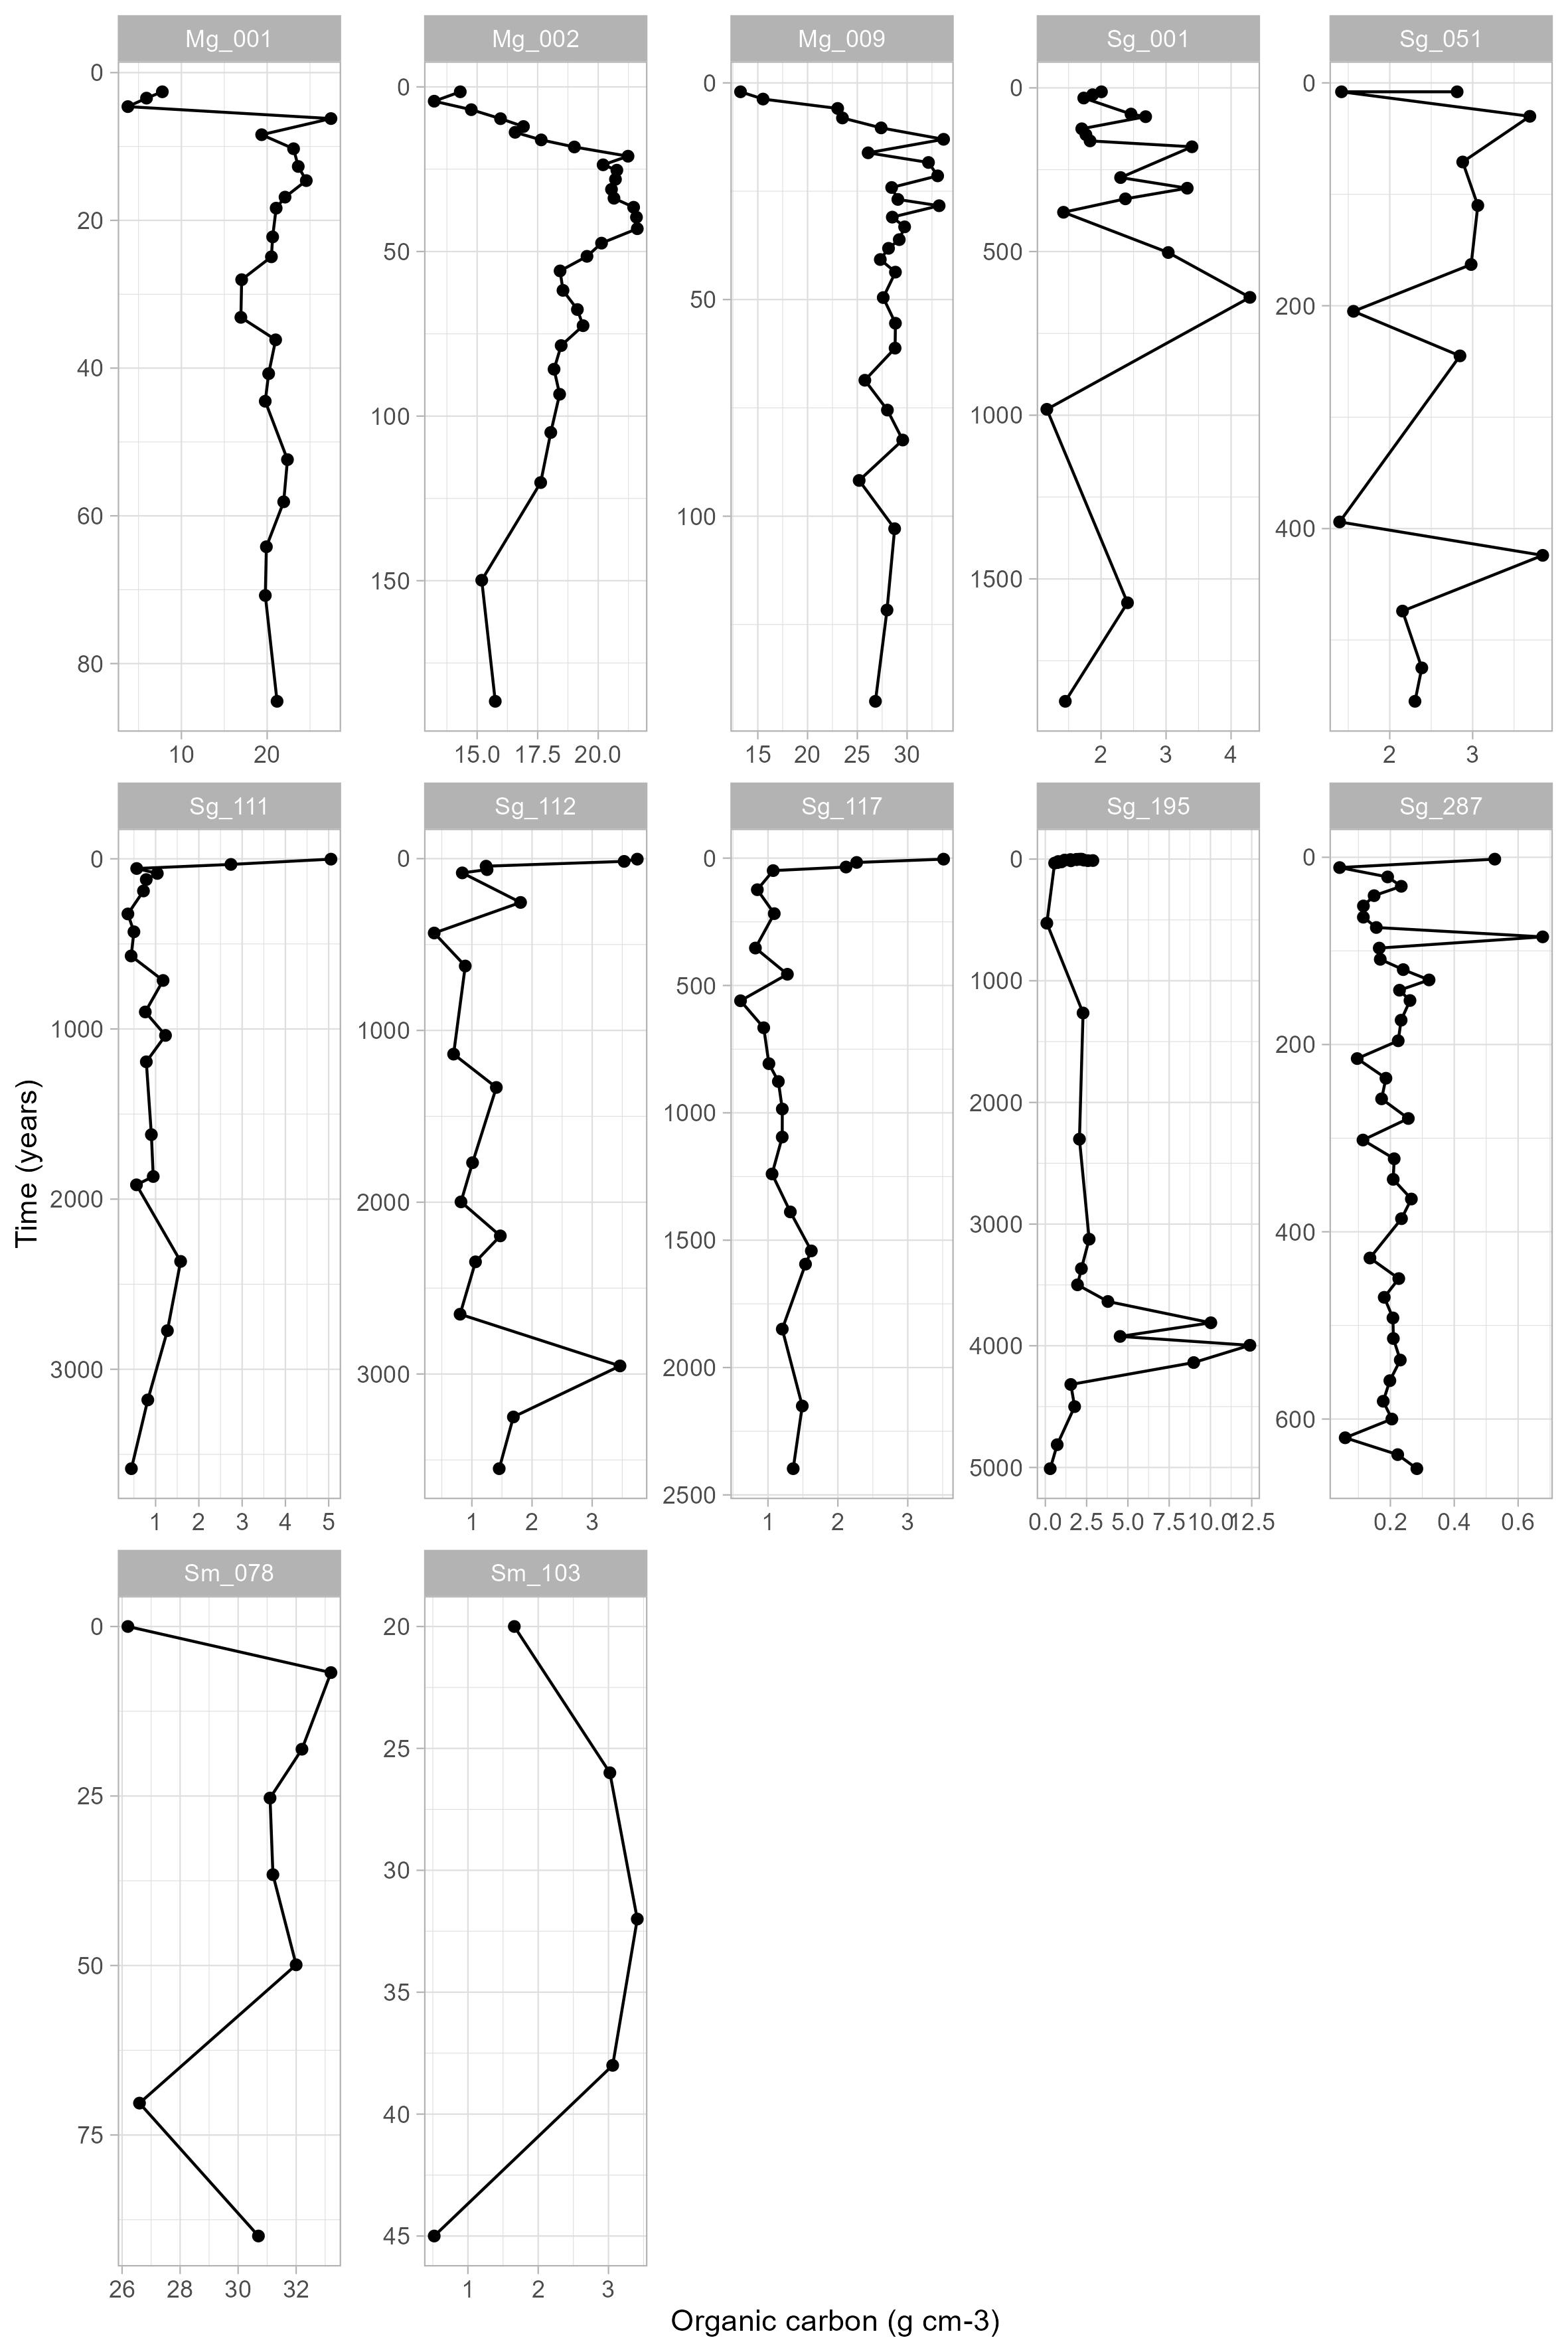 Mg_001 Mg_002 Mg_009 Sg_001 Sg_051
0 20 40 60 80
10 20
0 50 100 150
15.0 17.5 20.0
0 50 100
15 20 25 30
0 500 1000 1500
2 3 4
0 200 400
2 3
Sg_111 Sg_112 Sg_117 Sg_195 Sg_287
0 1000 2000 3000
1 2 3 4 5
0 1000 2000 3000
1 2 3
0 500 1000 1500 2000 2500
1 2 3
0 1000 2000 3000 4000 5000
0.0 2.5 5.0 7.5 10.0 12.5
0 200 400 600
0.2 0.4 0.6
Sm_078 Sm_103
0 25 50 75
26 28 30 32
20 25 30 35 40 45
1 2 3
Time (years)
Organic carbon (g cm-3)